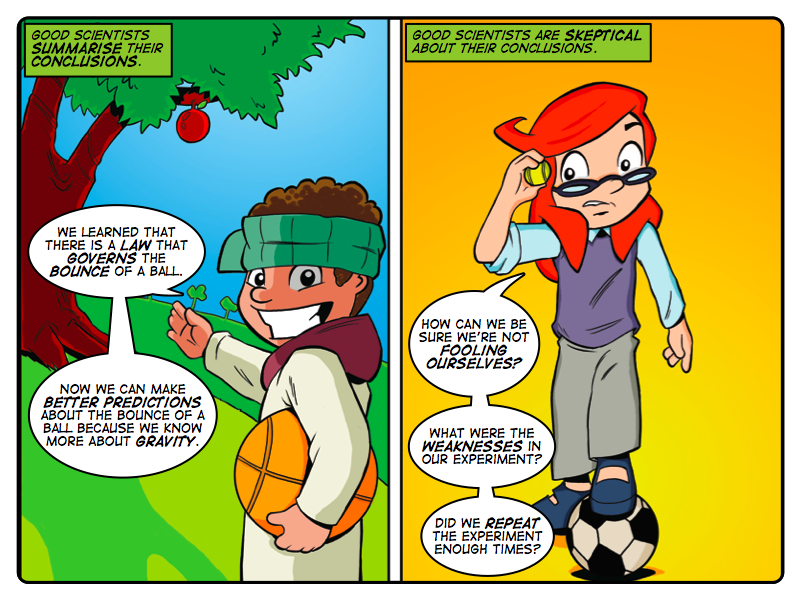 GOOD SCIENTISTS
SUMMARISE THEIR
CONCLUSIONS.
WE LEARNED THAT
THERE IS A LAW THAT
GOVERNS THE
BOUNCE OF A BALL.
NOW WE CAN MAKE
BETTER PREDICTIONS
ABOUT THE BOUNCE OF A
BALL BECAUSE WE KNOW
MORE ABOUT GRAVITY.
GOOD SCIENTISTS ARE SKEPTICAL
ABOUT THEIR CONCLUSIONS.
HOW CAN WE BE
SURE WE'RE NOT
FOOLING
OURSELVES?
WHAT WERE THE
WEAKNESSES IN
OUR EXPERIMENT?
DID WE REPEAT
THE EXPERIMENT
ENOUGH TIMES?